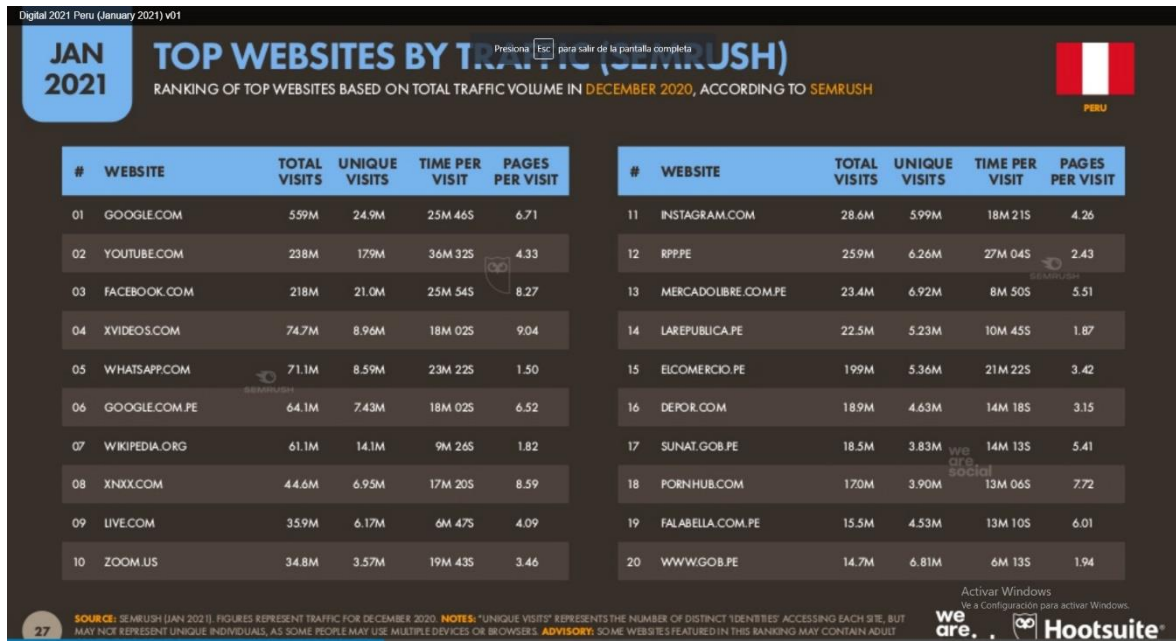 Digital 2021 Peru (January 2021) v01
JAN
2021
TOP WEBSITES BY TRAFFIC (SEMRUSH)
Presiona Esc para salir de la pantalla completa
RANKING OF TOP WEBSITES BASED ON TOTAL TRAFFIC VOLUME IN DECEMBER 2020, ACCORDING TO SEMRUSH
PERU
# WEBSITE TOTAL VISITS UNIQUE VISITS TIME PER VISIT PAGES PER VISIT
01 GOOGLE.COM 559M 24.9M 25M 46S 6.71
02 YOUTUBE.COM 238M 17.9M 36M 32S 4.33
03 FACEBOOK.COM 218M 21.0M 25M 54S 8.27
04 XVIDEOS.COM 74.7M 8.96M 18M 02S 9.04
05 WHATSAPP.COM 71.1M 8.59M 23M 22S 1.50
06 GOOGLE.COM.PE 64.1M 7.43M 18M 02S 6.52
07 WIKIPEDIA.ORG 61.1M 14.1M 9M 26S 1.82
08 XNXX.COM 44.6M 6.95M 17M 20S 8.59
09 LIVE.COM 35.9M 6.17M 6M 47S 4.09
10 ZOOM.US 34.8M 3.57M 19M 43S 3.46
SEMRUSH
# WEBSITE TOTAL VISITS UNIQUE VISITS TIME PER VISIT PAGES PER VISIT
11 INSTAGRAM.COM 28.6M 5.99M 18M 21S 4.26
12 RPP.PE 25.9M 6.26M 27M 04S 2.43
13 MERCADOLIBRE.COM.PE 23.4M 6.92M 8M 50S 5.51
14 LAREPUBLICA.PE 22.5M 5.23M 10M 45S 1.87
15 ELCOMERCIO.PE 19.9M 5.36M 21M 22S 3.42
16 DEPOR.COM 18.9M 4.63M 14M 18S 3.15
17 SUNAT.GOB.PE 18.5M 3.83M 14M 13S 5.41
18 PORNHUB.COM 17.0M 3.90M 13M 06S 7.72
19 FALABELLA.COM.PE 15.5M 4.53M 13M 10S 6.01
20 WWW.GOB.PE 14.7M 6.81M 6M 13S 1.94
SEMRUSH
we
are
social
Activar Windows
Ve a Configuración para activar Windows.
27
SOURCE: SEMRUSH (JAN 2021). FIGURES REPRESENT TRAFFIC FOR DECEMBER 2020. NOTES: "UNIQUE VISITS" REPRESENTS THE NUMBER OF DISTINCT 'IDENTITIES' ACCESSING EACH SITE, BUT
MAY NOT REPRESENT UNIQUE INDIVIDUALS, AS SOME PEOPLE MAY USE MULTIPLE DEVICES OR BROWSERS. ADVISORY: SOME WEBSITES FEATURED IN THIS RANKING MAY CONTAIN ADULT
we
are.
Hootsuite